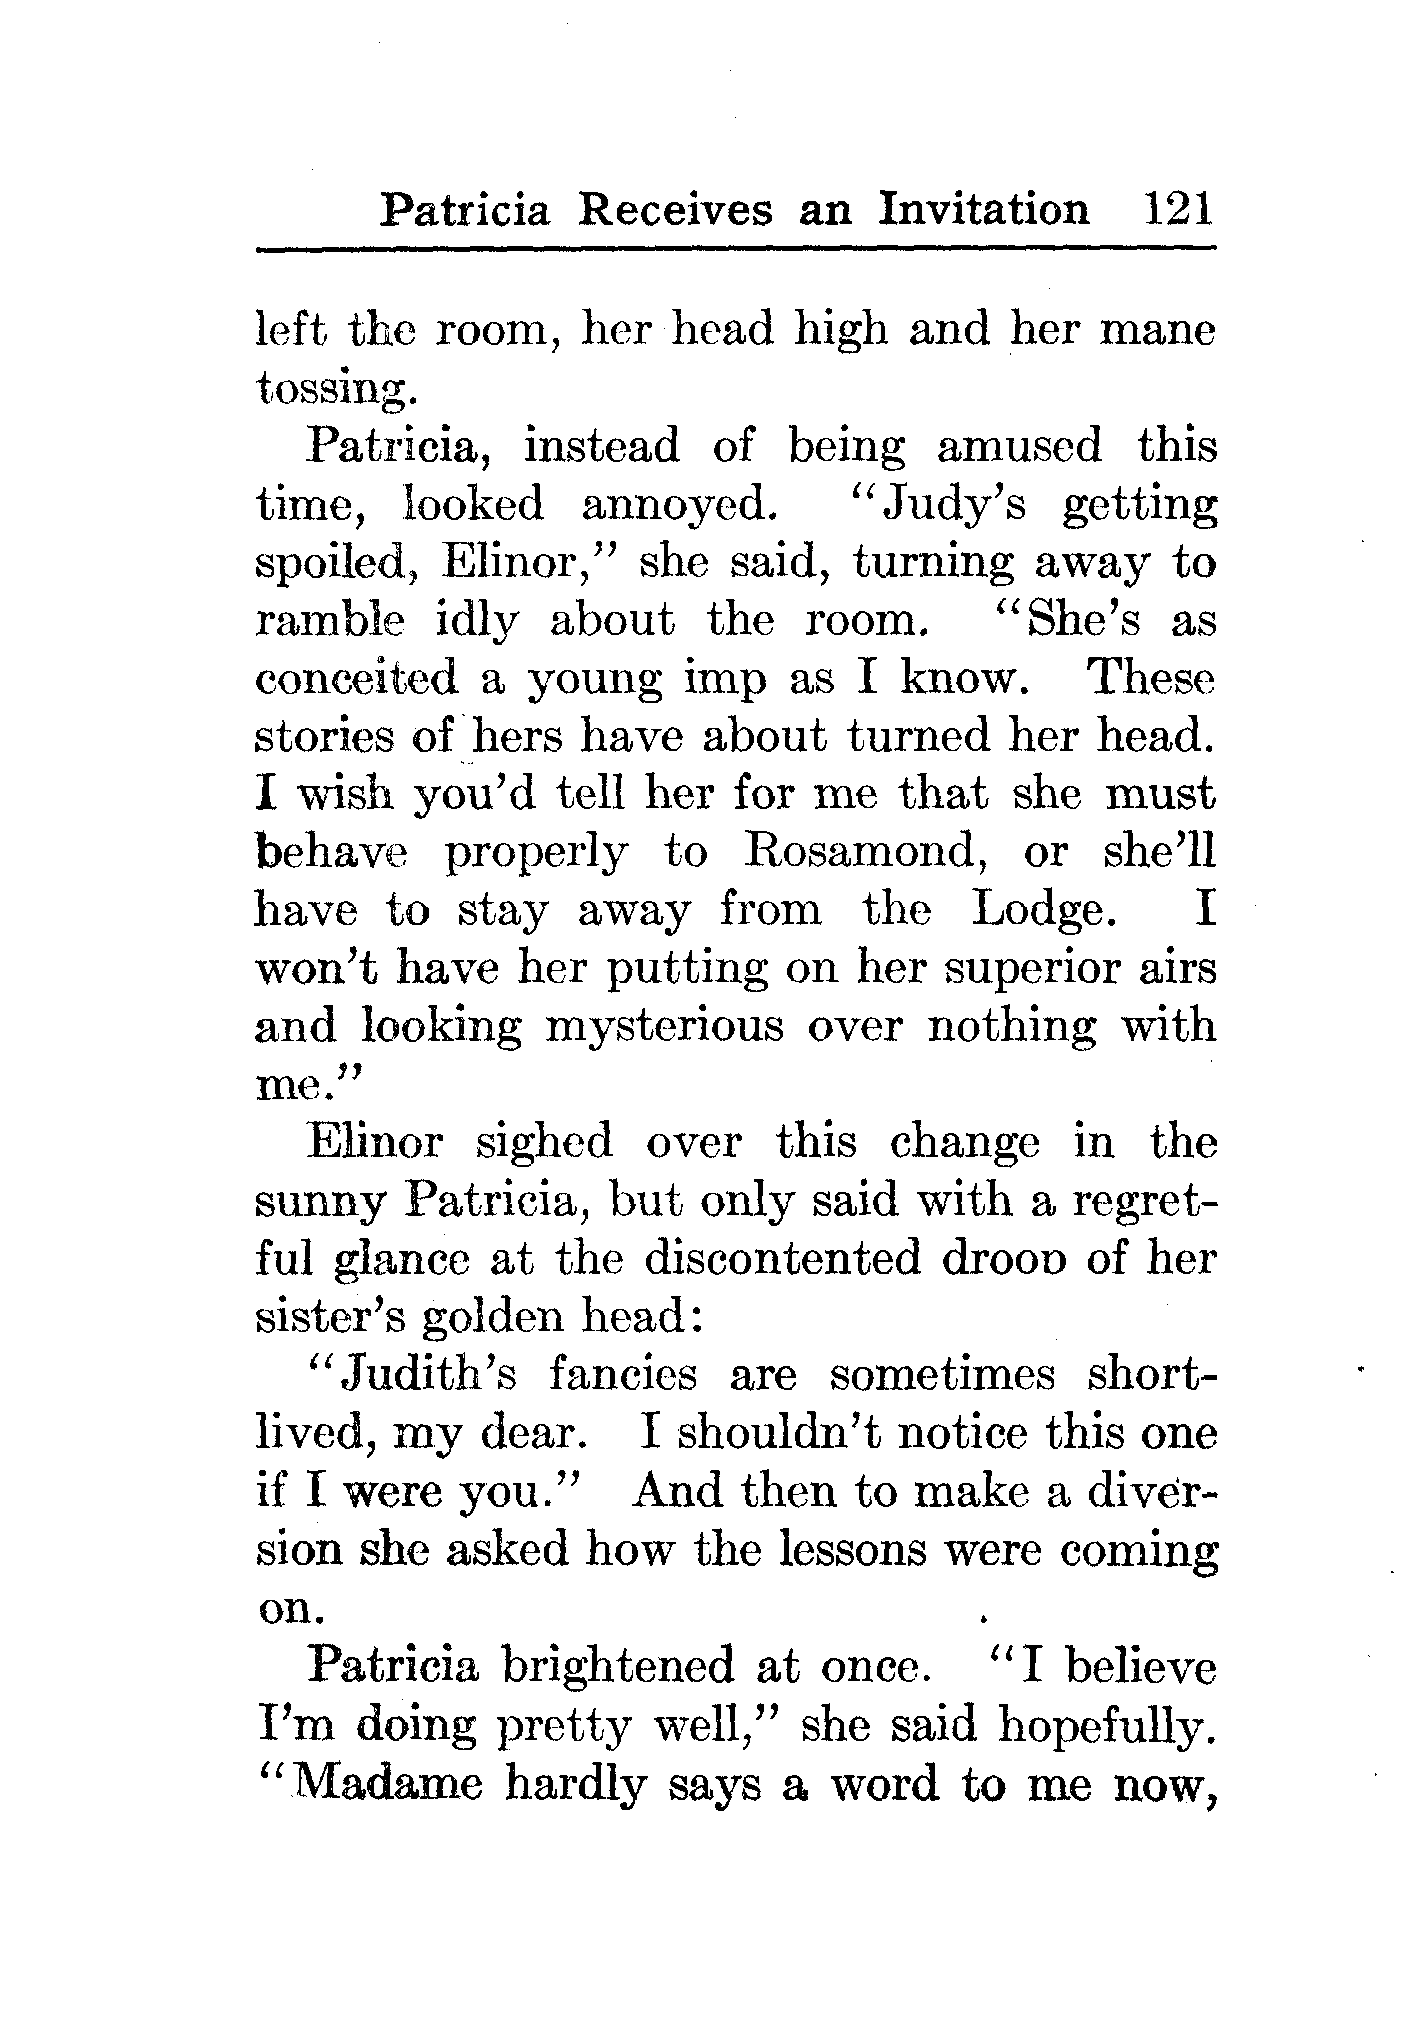 Patricia Receives an Invitation 121
left the room, her head high and her mane
tossing.
Patricia, instead of being amused this
time, looked annoyed. "Judy's getting
spoiled, Elinor," she said, turning away to
ramble idly about the room. "She's as
conceited a young imp as I know. These
stories of hers have about turned her head.
I wish you'd tell her for me that she must
behave properly to Rosamond, or she'll
have to stay away from the Lodge. I
won't have her putting on her superior airs
and looking mysterious over nothing with
me."
Elinor sighed over this change in the
sunny Patricia, but only said with a regret-
ful glance at the discontented droop of her
sister's golden head:
"Judith's fancies are sometimes short-
lived, my dear. I shouldn't notice this one
if I were you." And then to make a diver-
sion she asked how the lessons were coming
on.
Patricia brightened at once. "I believe
I'm doing pretty well," she said hopefully.
"Madame hardly says a word to me now,